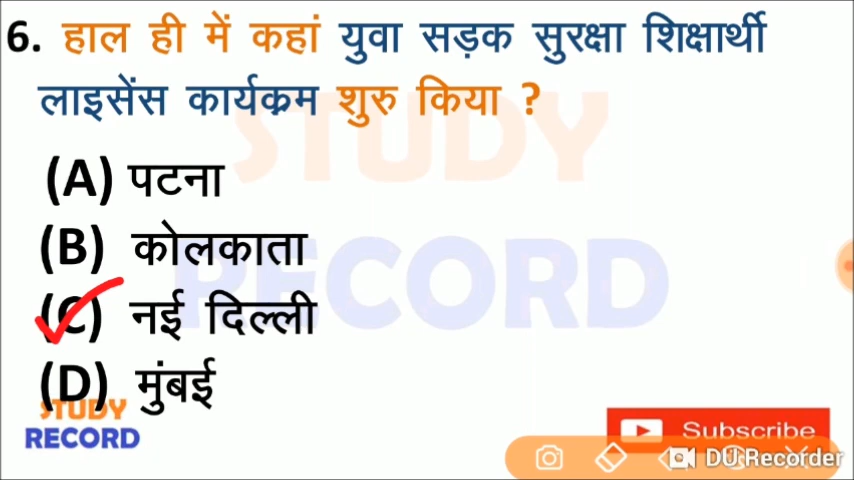 6. हाल ही में कहां युवा सड़क सुरक्षा शिक्षार्थी
लाइसेंस कार्यक्रम शुरु किया ?
STUDY
RECORD
(A) पटना
(B) कोलकाता
(C) नई दिल्ली
(D) मुंबई
STUDY
RECORD
Subscribe
DU Recorder